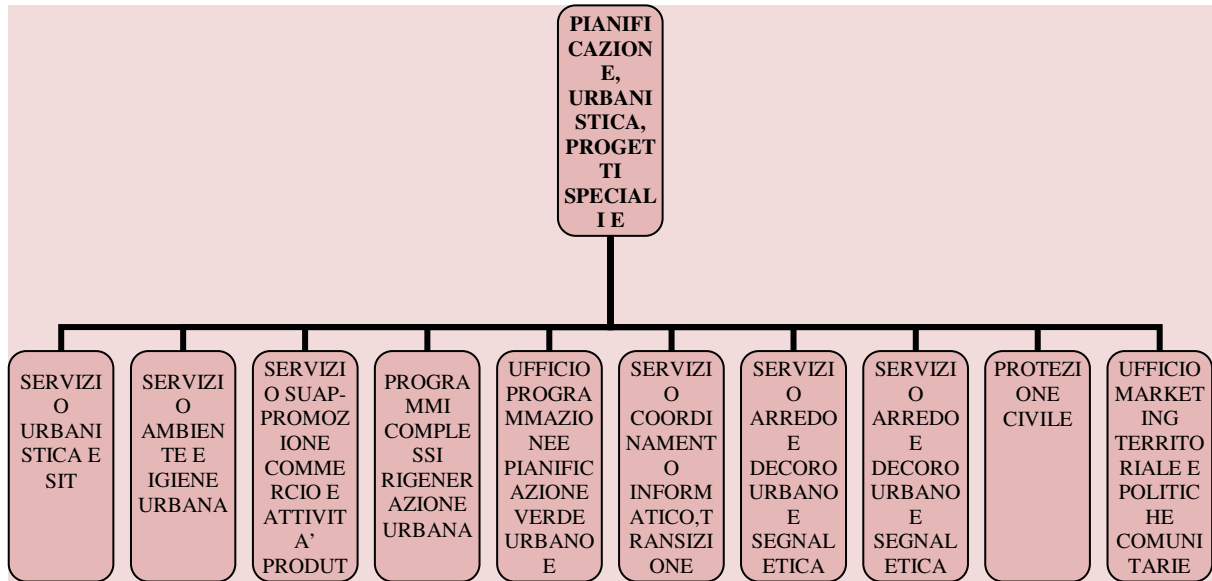 PIANIFI
CAZION
E,
URBANI
STICA,
PROGET
TI
SPECIAL
I E
SERVIZI
O
URBANI
STICA E
SIT
SERVIZI
O
AMBIEN
TE E
IGIENE
URBANA
SERVIZI
O SUAP-
PROMOZ
IONE
COMME
RCIO E
ATTIVIT
A’
PRODUT
PROGRA
MMI
COMPLE
SSI
RIGENER
AZIONE
URBANA
UFFICIO
PROGRA
MMAZIO
NEE
PIANIFIC
AZIONE
VERDE
URBANO
E
SERVIZI
O
COORDI
NAMENT
O
INFORM
ATICO,T
RANSIZI
ONE
SERVIZI
O
ARREDO
E
DECORO
URBANO
E
SEGNAL
ETICA
SERVIZI
O
ARREDO
E
DECORO
URBANO
E
SEGNAL
ETICA
PROTEZI
ONE
CIVILE
UFFICIO
MARKET
ING
TERRITO
RIALE E
POLITIC
HE
COMUNI
TARIE